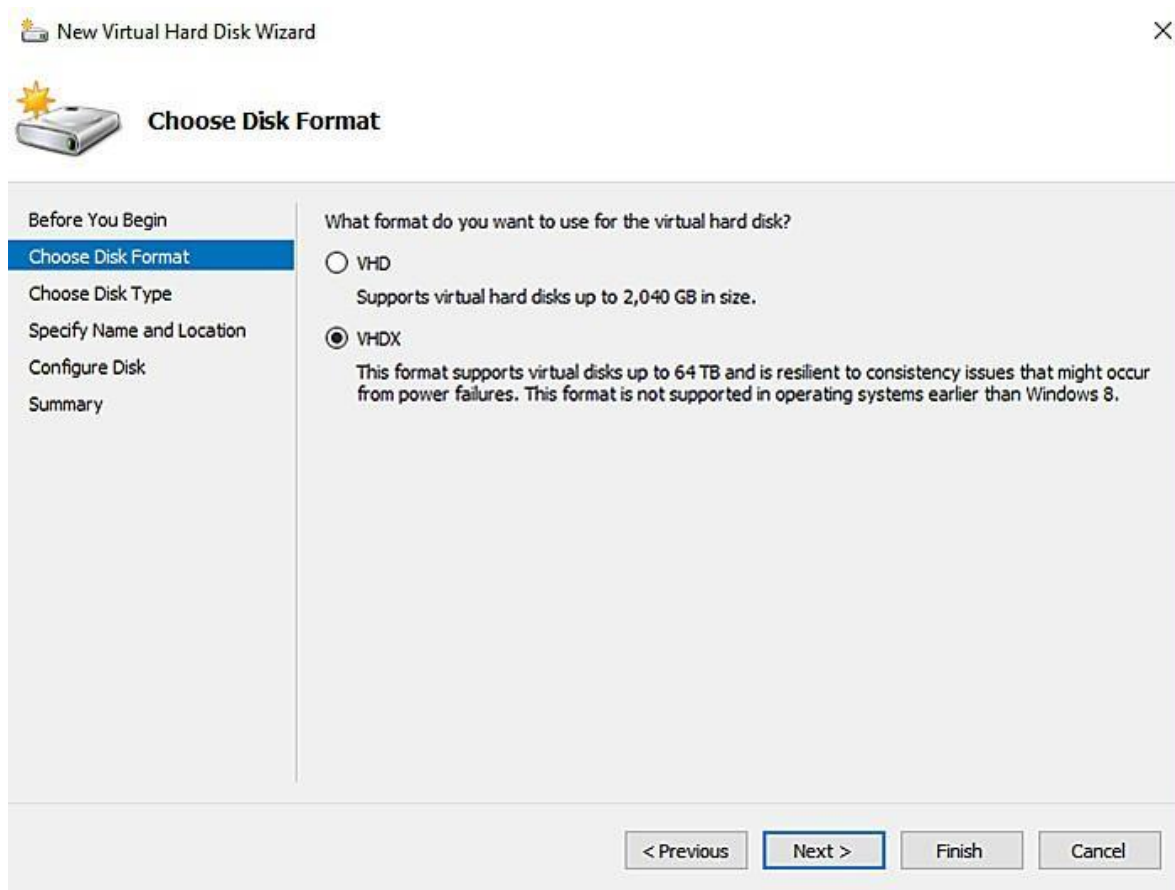 New Virtual Hard Disk Wizard
Choose Disk Format
Before You Begin
Choose Disk Format
Choose Disk Type
Specify Name and Location
Configure Disk
Summary
What format do you want to use for the virtual hard disk?
VHD
Supports virtual hard disks up to 2,040 GB in size.
VHDX
This format supports virtual disks up to 64 TB and is resilient to consistency issues that might occur
from power failures. This format is not supported in operating systems earlier than Windows 8.
< Previous
Next >
Finish
Cancel